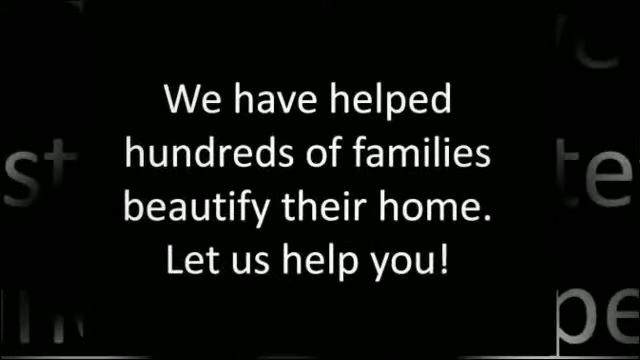 We have helped
hundreds of families
beautify their home.
Let us help you!